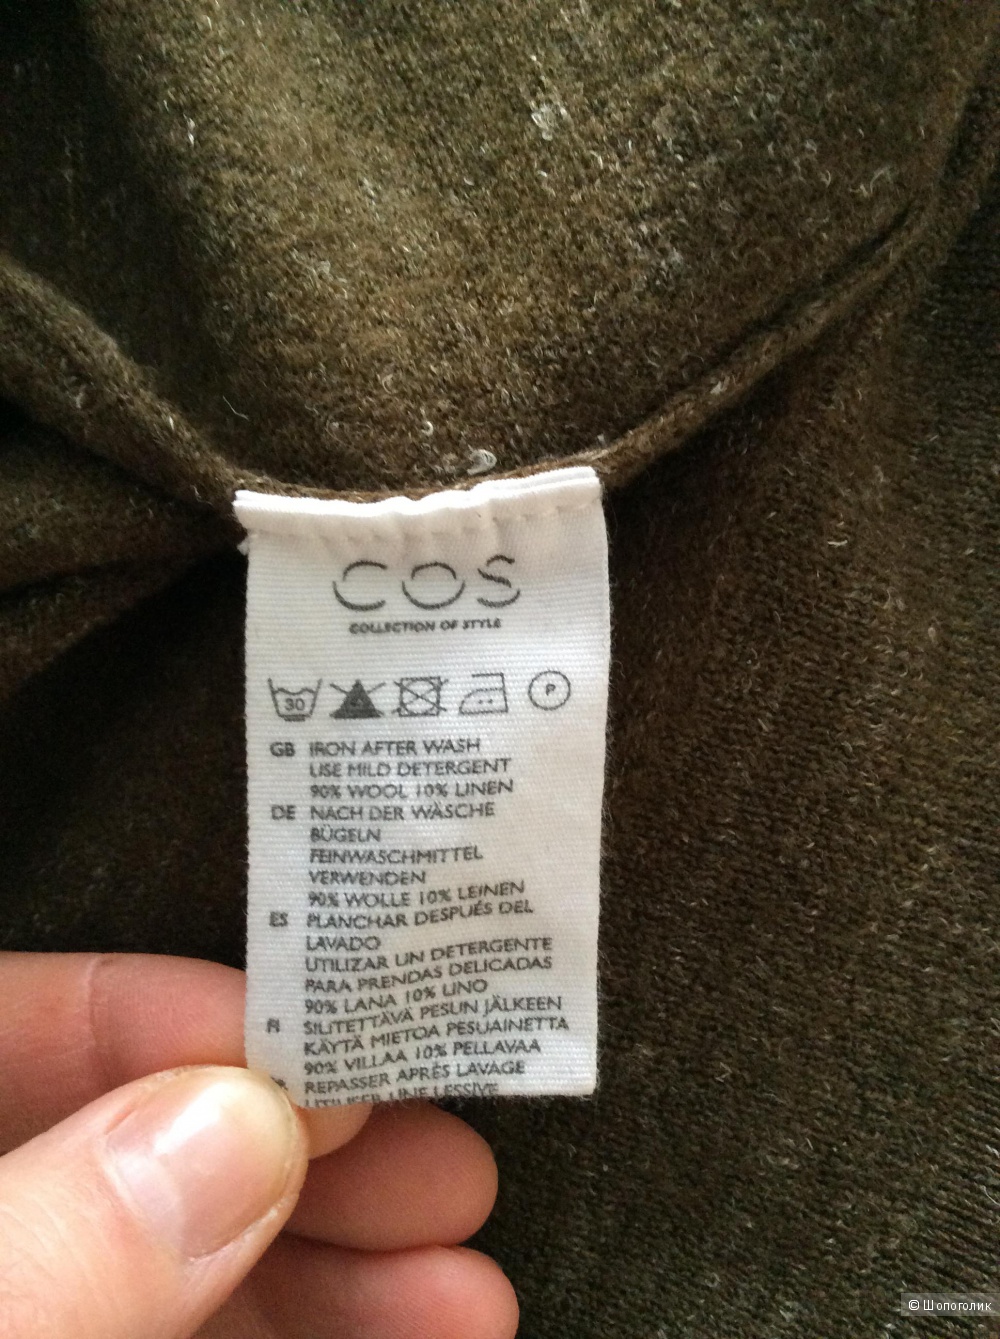 COS
COLLECTION OF STYLE
30 P
GB IRON AFTER WASH
USE MILD DETERGENT
90% WOOL 10% LINEN
DE NACH DER WÄSCHE
BÜGELN
FEINWASCHMITTEL
VERWENDEN
90% WOLLE 10% LEINEN
ES PLANCHAR DESPUÉS DEL
LAVADO
UTILIZAR UN DETERGENTE
PARA PRENDAS DELICADAS
90% LANA 10% LINO
FI SILITETTÄVÄ PESUN JÄLKEEN
KÄYTÄ MIETOA PESUAINETTA
90% VILLAA 10% PELLAVAA
REPASSER APRÈS LAVAGE
UTILISER UNE LESSIVE
© Шопоголик